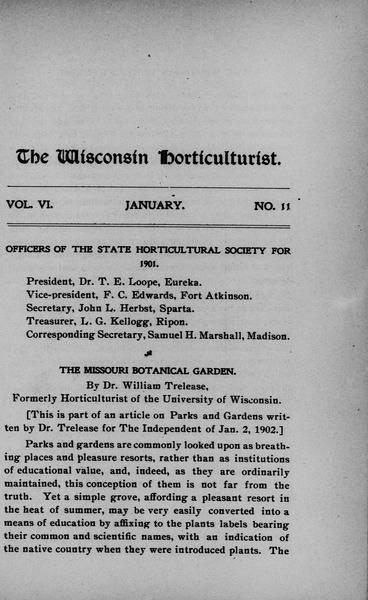 The Wisconsin Horticulturist.
VOL. VI. JANUARY. NO. 11
OFFICERS OF THE STATE HORTICULTURAL SOCIETY FOR
1901.
President, Dr. T. E. Loope, Eureka.
Vice-president, F. C. Edwards, Fort Atkinson.
Secretary, John L. Herbst, Sparta.
Treasurer, L. G. Kellogg, Ripon.
Corresponding Secretary, Samuel H. Marshall, Madison.
THE MISSOURI BOTANICAL GARDEN.
By Dr. William Trelease,
Formerly Horticulturist of the University of Wisconsin.
[This is part of an article on Parks and Gardens writ-
ten by Dr. Trelease for The Independent of Jan. 2, 1902.]
Parks and gardens are commonly looked upon as breath-
ing places and pleasure resorts, rather than as institutions
of educational value, and, indeed, as they are ordinarily
maintained, this conception of them is not far from the
truth. Yet a simple grove, affording a pleasant resort in
the heat of summer, may be very easily converted into a
means of education by affixing to the plants labels bearing
their common and scientific names, with an indication of
the native country when they were introduced plants. The